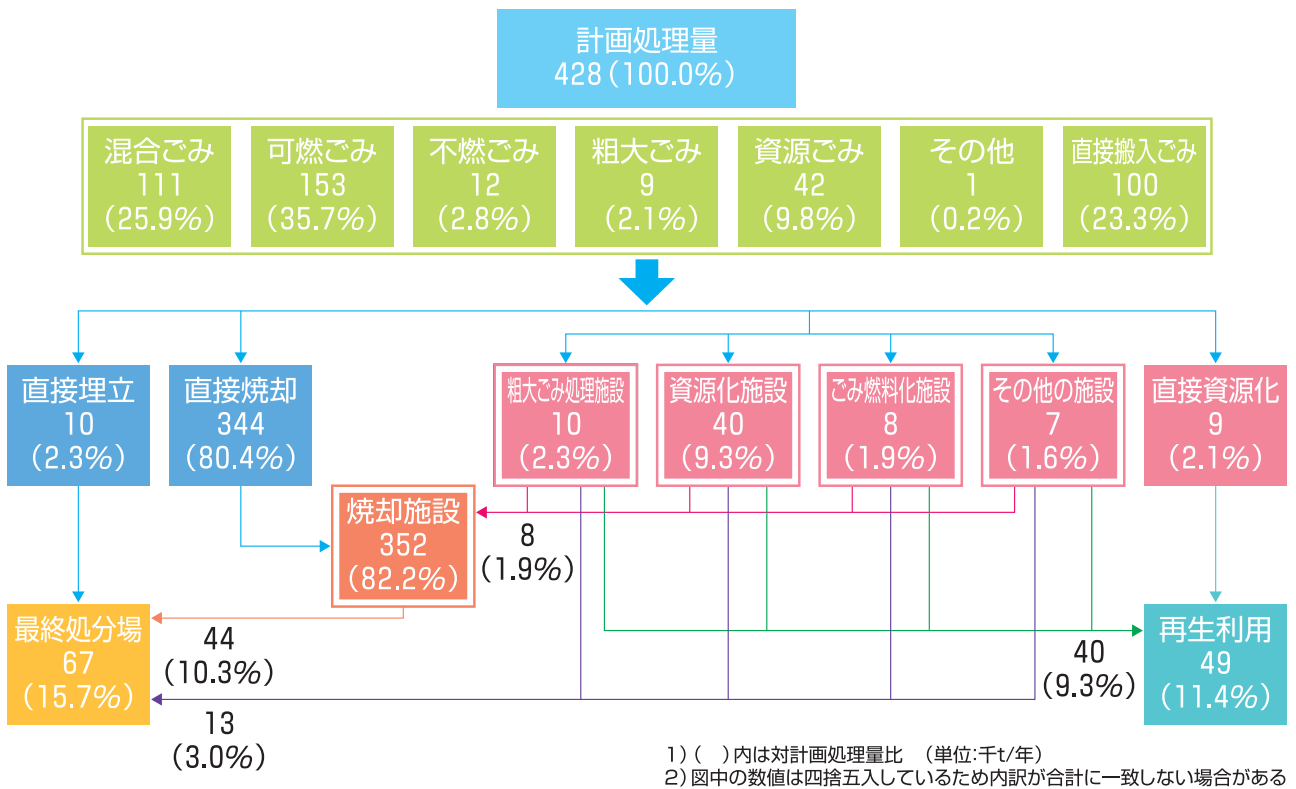 計画処理量
428(100.0%)
混合ごみ
111
(25.9%)
可燃ごみ
153
(35.7%)
不燃ごみ
12
(2.8%)
粗大ごみ
9
(2.1%)
資源ごみ
42
(9.8%)
その他
1
(0.2%)
直接搬入ごみ
100
(23.3%)
直接埋立
10
(2.3%)
直接焼却
344
(80.4%)
粗大ごみ処理施設
10
(2.3%)
資源化施設
40
(9.3%)
ごみ燃料化施設
8
(1.9%)
その他の施設
7
(1.6%)
直接資源化
9
(2.1%)
焼却施設
352
(82.2%)
8
(1.9%)
最終処分場
67
(15.7%)
44
(10.3%)
13
(3.0%)
40
(9.3%)
再生利用
49
(11.4%)
1)( )内は対計画処理量比 (単位:千t/年)
2)図中の数値は四捨五入しているため内訳が合計に一致しない場合がある